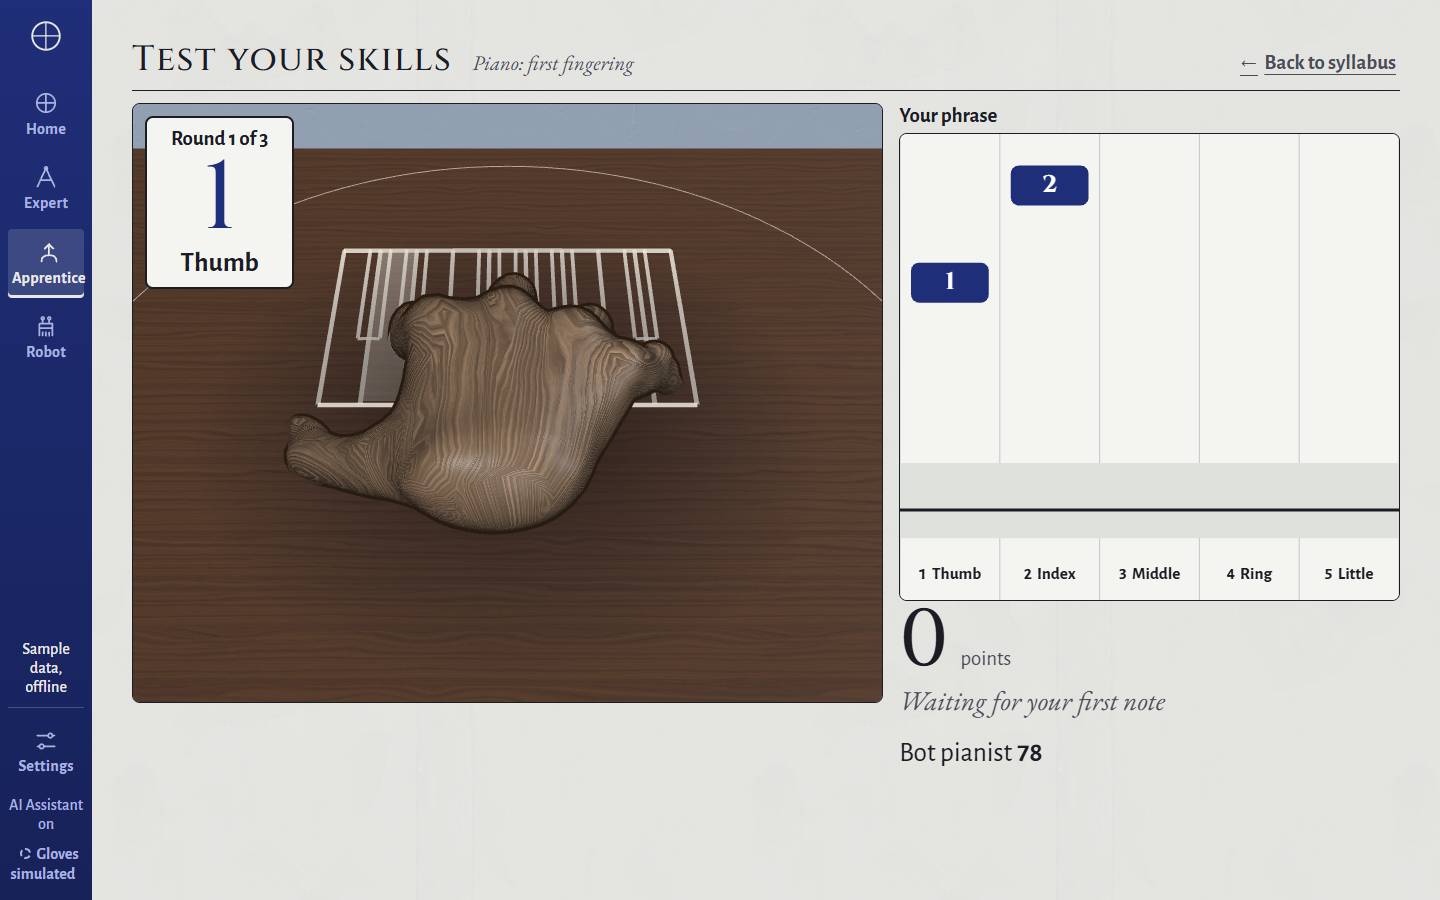 Home
Expert
Apprentice
Robot
Sample
data,
offline
Settings
AI Assistant
on
Gloves
simulated
Test your skills
Piano: first fingering
← Back to syllabus
Round 1 of 3
1
Thumb
Your phrase
2
1
1 Thumb
2 Index
3 Middle
4 Ring
5 Little
0 points
Waiting for your first note
Bot pianist 78